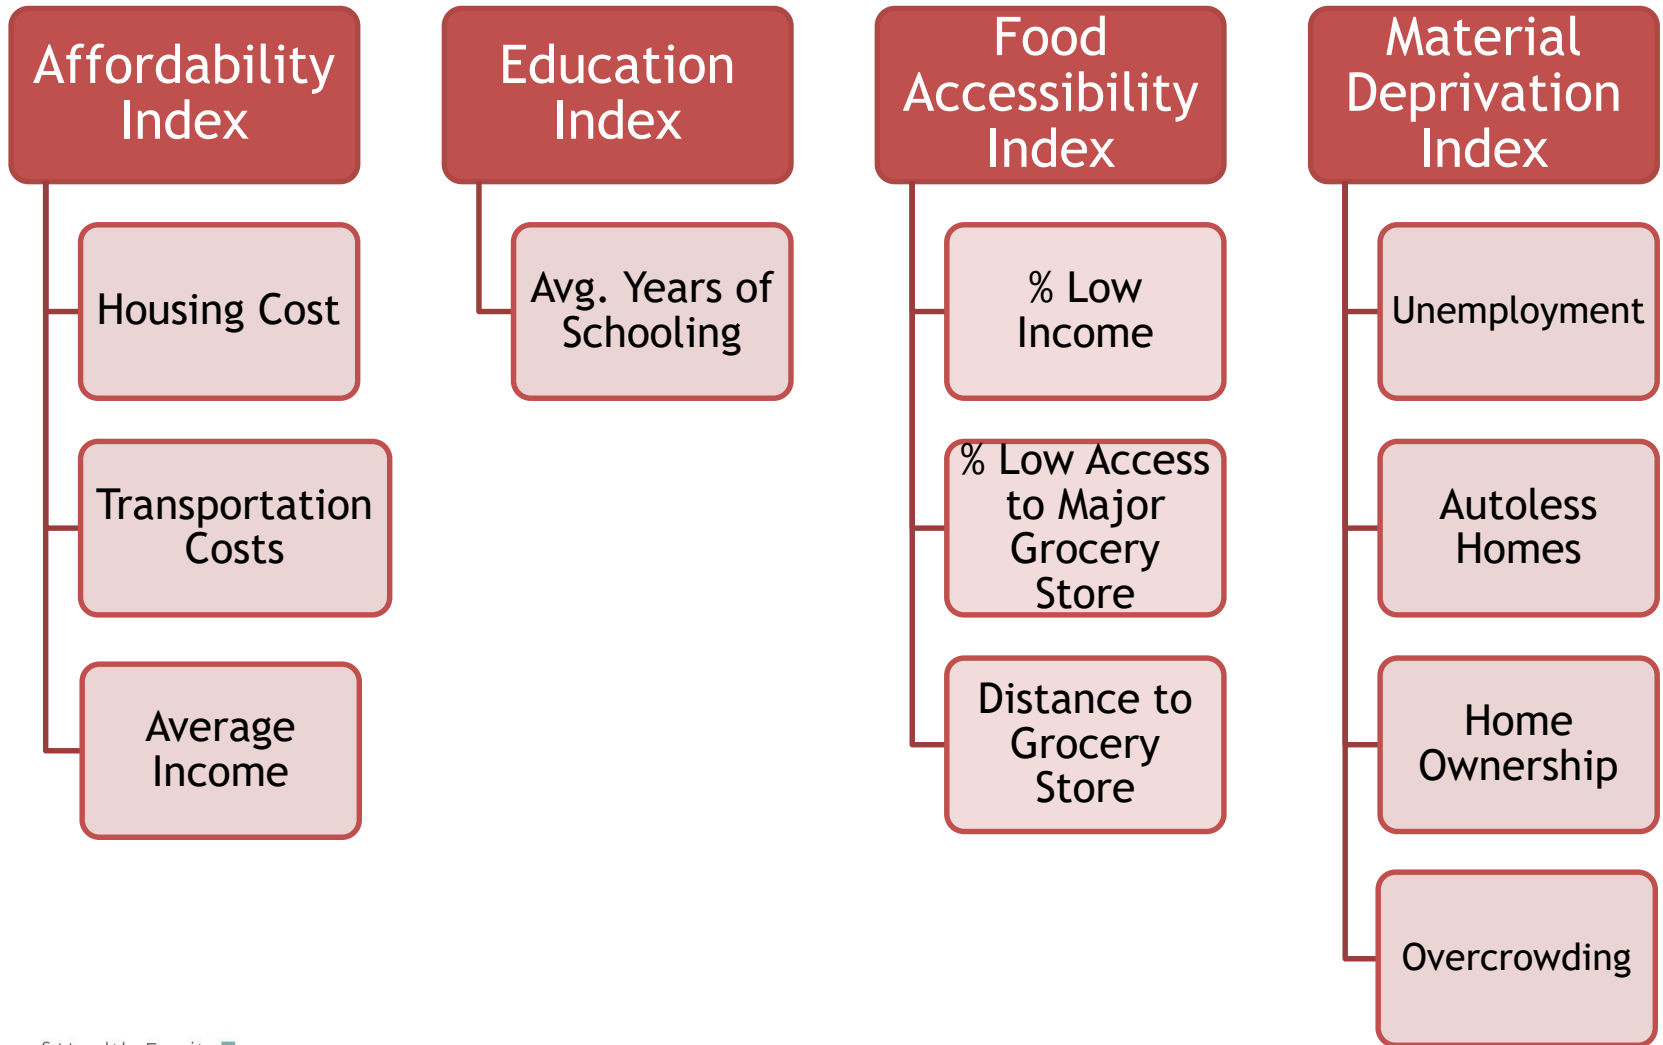 Affordability
Index
Housing Cost
Transportation
Costs
Average
Income
Education
Index
Avg. Years of
Schooling
Food
Accessibility
Index
% Low
Income
% Low Access
to Major
Grocery
Store
Distance to
Grocery
Store
Material
Deprivation
Index
Unemployment
Autoless
Homes
Home
Ownership
Overcrowding